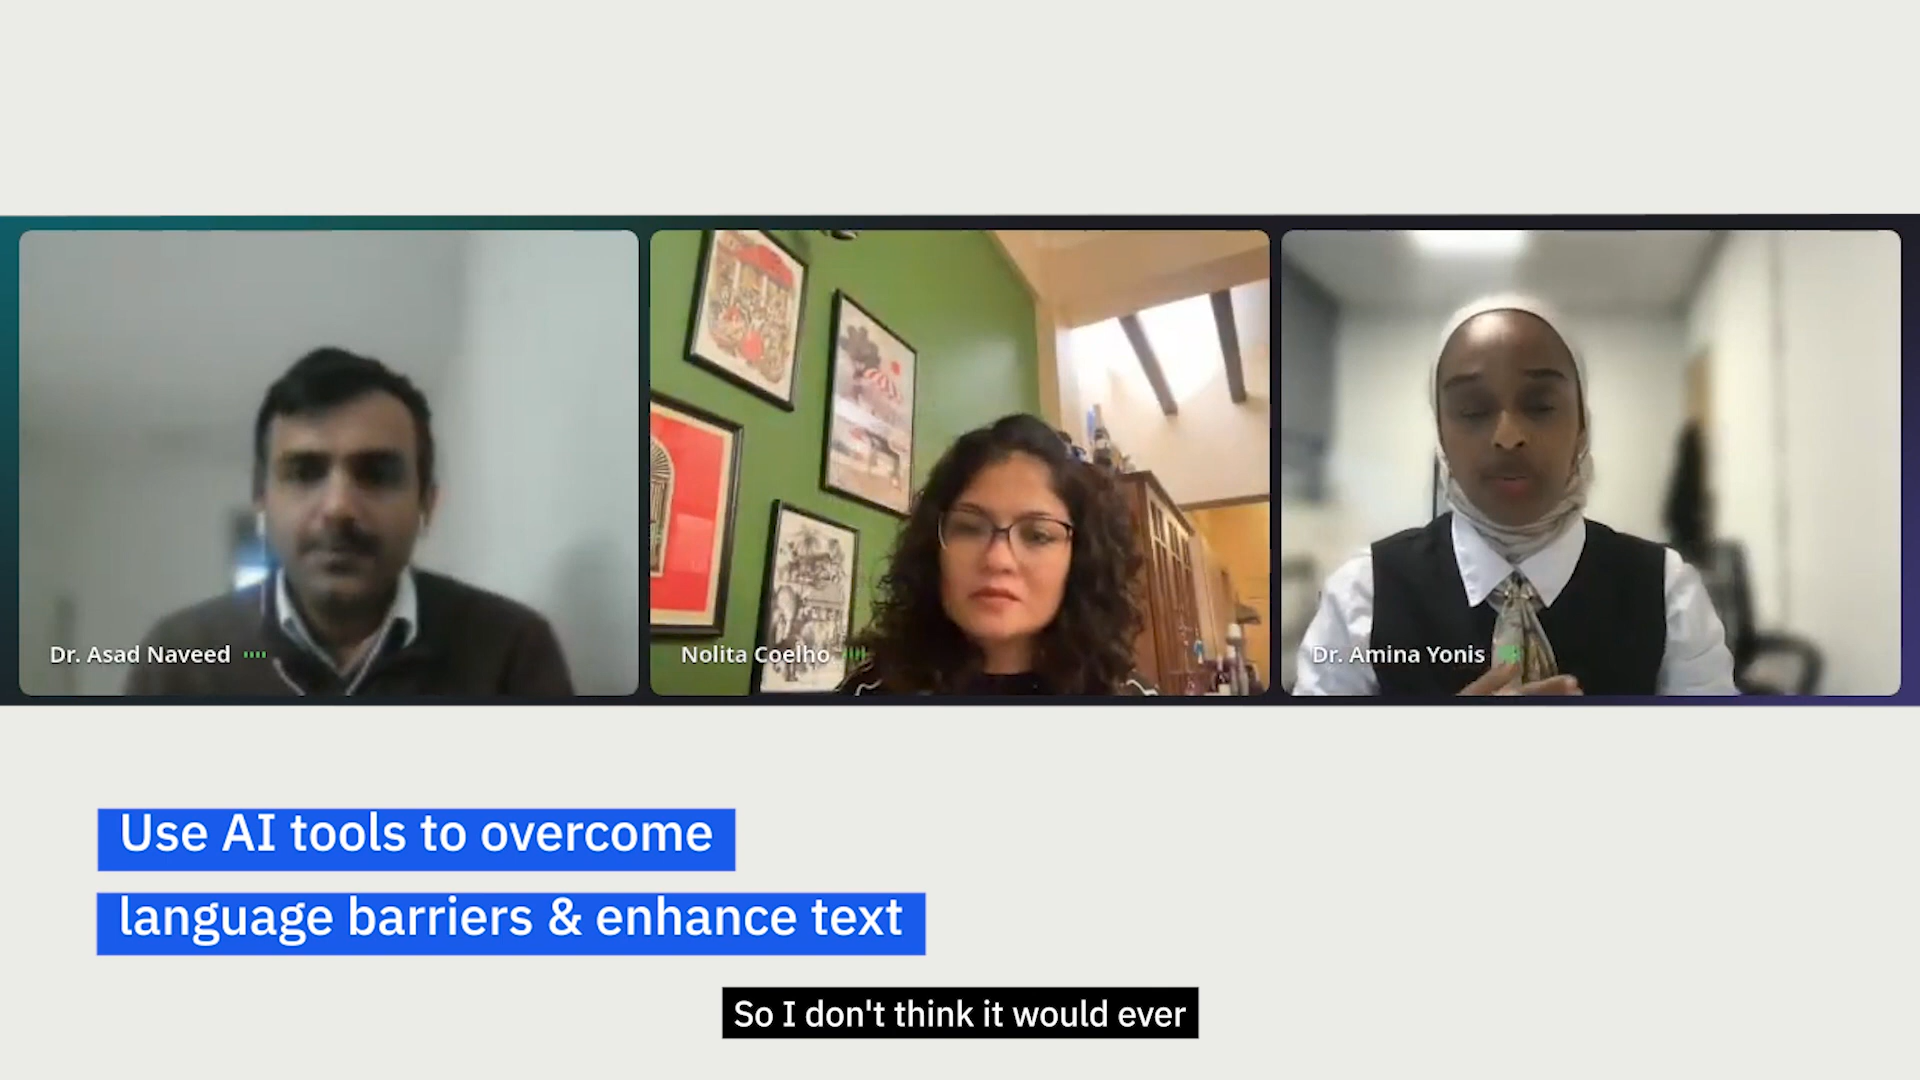 Dr. Asad Naveed
Nolita Coelho
Dr. Amina Yonis
Use AI tools to overcome
language barriers & enhance text
So I don't think it would ever